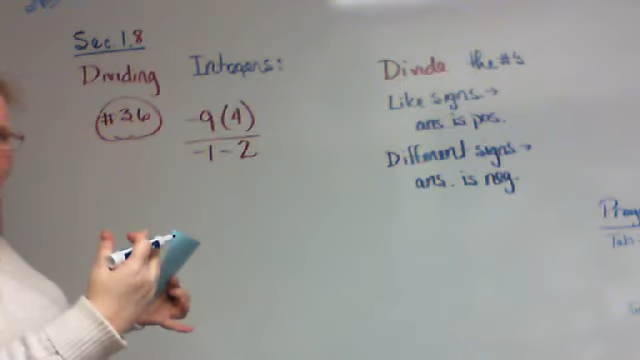 Sec. 1.8
Dividing Integers:
#36
-9(4)
-1-2
Divide the #'s
Like signs →
ans is pos.
Different signs →
ans. is neg.
Tab